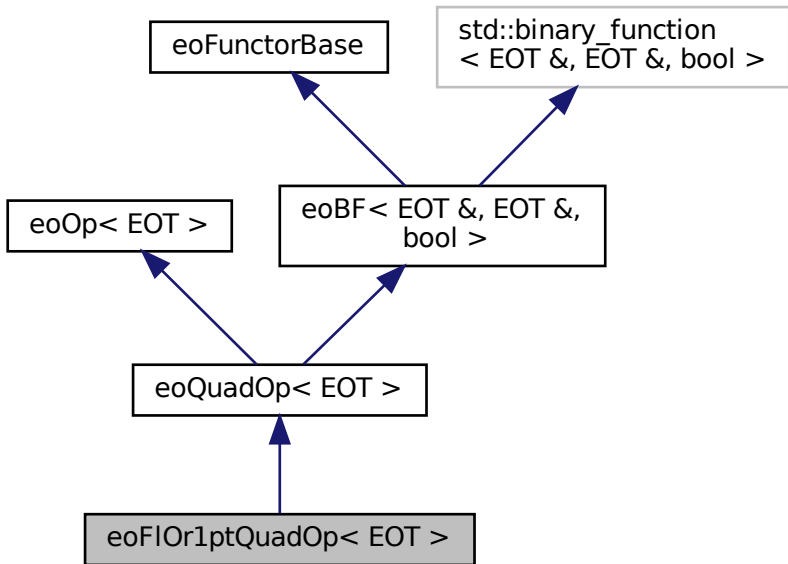 std::binary_function
< EOT &, EOT &, bool >
eoFunctorBase
eoBF< EOT &, EOT &,
bool >
eoOp< EOT >
eoQuadOp< EOT >
eoFlOr1ptQuadOp< EOT >